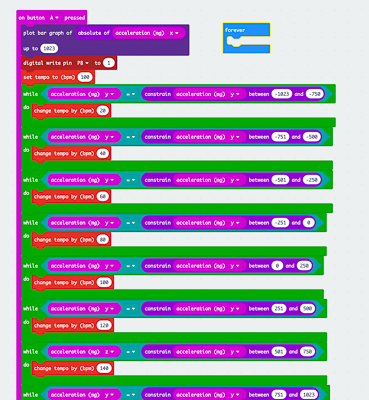 on button A ▾ pressed
forever
plot bar graph of absolute of acceleration (mg) x ▾
up to 1023
digital write pin P8 ▾ to 1
set tempo to (bpm) 100
while acceleration (mg) y ▾ = ▾ constrain acceleration (mg) y ▾ between -1023 and -750
do change tempo by (bpm) 20
while acceleration (mg) y ▾ = ▾ constrain acceleration (mg) y ▾ between -751 and -500
do change tempo by (bpm) 40
while acceleration (mg) y ▾ = ▾ constrain acceleration (mg) y ▾ between -501 and -250
do change tempo by (bpm) 60
while acceleration (mg) y ▾ = ▾ constrain acceleration (mg) y ▾ between -251 and 0
do change tempo by (bpm) 80
while acceleration (mg) y ▾ = ▾ constrain acceleration (mg) y ▾ between 0 and 250
do change tempo by (bpm) 100
while acceleration (mg) y ▾ = ▾ constrain acceleration (mg) y ▾ between 251 and 500
do change tempo by (bpm) 120
while acceleration (mg) z ▾ = ▾ constrain acceleration (mg) y ▾ between 501 and 750
do change tempo by (bpm) 140
while acceleration (mg) y ▾ = ▾ constrain acceleration (mg) y ▾ between 751 and 1023